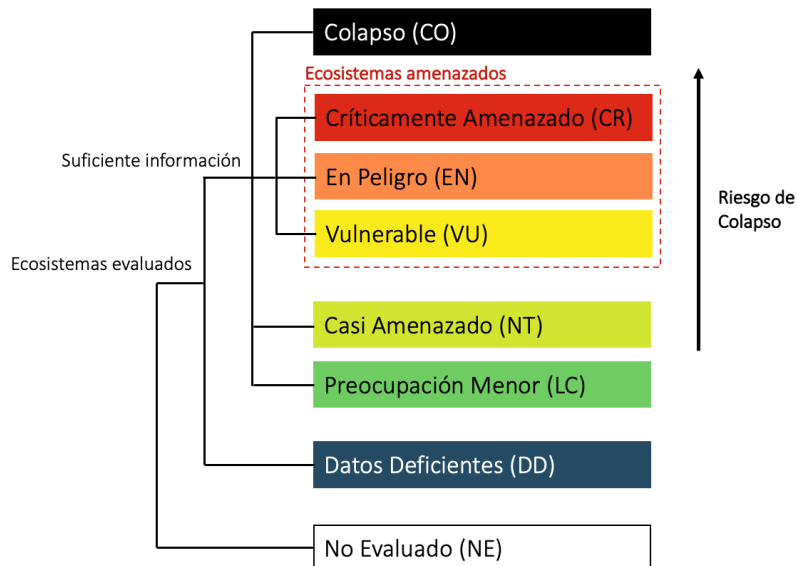 Colapso (CO)
Ecosistemas amenazados
Críticamente Amenazado (CR)
Suficiente información
En Peligro (EN)
Riesgo de
Colapso
Vulnerable (VU)
Ecosistemas evaluados
Casi Amenazado (NT)
Preocupación Menor (LC)
Datos Deficientes (DD)
No Evaluado (NE)